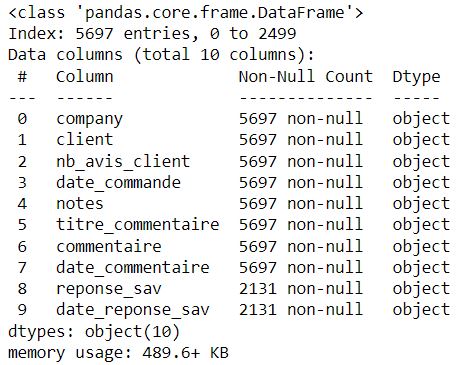 <class 'pandas.core.frame.DataFrame'>
Index: 5697 entries, 0 to 2499
Data columns (total 10 columns):
 #   Column             Non-Null Count  Dtype
---  ------             --------------  -----
 0   company            5697 non-null   object
 1   client             5697 non-null   object
 2   nb_avis_client     5697 non-null   object
 3   date_commande      5697 non-null   object
 4   notes              5697 non-null   object
 5   titre_commentaire  5697 non-null   object
 6   commentaire        5697 non-null   object
 7   date_commentaire   5697 non-null   object
 8   reponse_sav        2131 non-null   object
 9   date_reponse_sav   2131 non-null   object
dtypes: object(10)
memory usage: 489.6+ KB